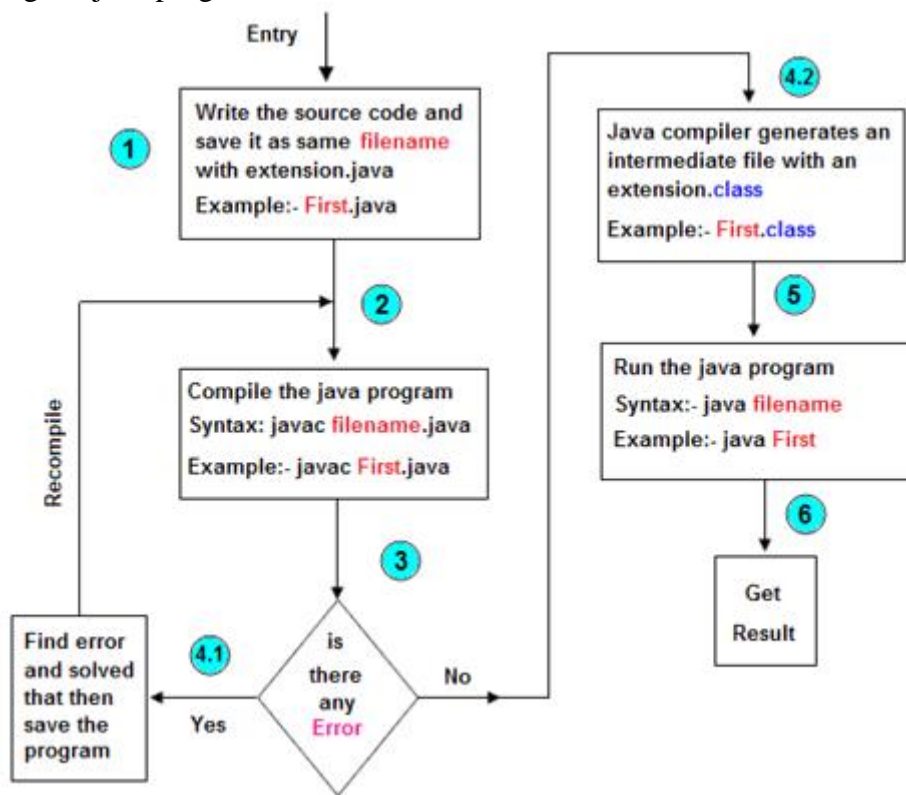 Entry
1
Write the source code and
save it as same filename
with extension.java
Example:- First.java
2
Compile the java program
Syntax: javac filename.java
Example:- javac First.java
Recompile
3
is
there
any
Error
4.1
Yes
Find error
and solved
that then
save the
program
No
4.2
Java compiler generates an
intermediate file with an
extension.class
Example:- First.class
5
Run the java program
Syntax:- java filename
Example:- java First
6
Get
Result